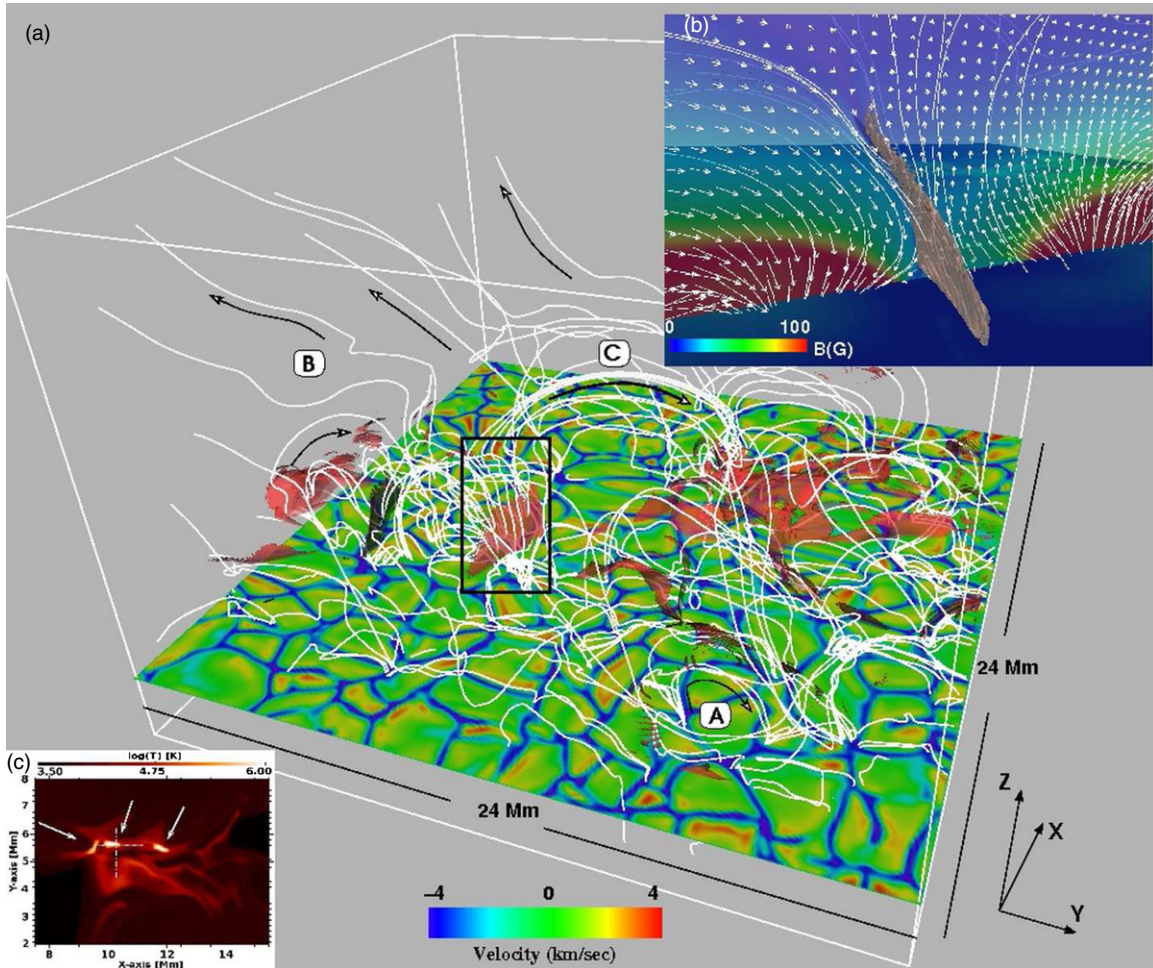 (a)
(b)
0 100
B(G)
B
C
A
24 Mm
24 Mm
Z
X
Y
–4 0 4
Velocity (km/sec)
(c)
log(T) [K]
3.50 4.75 6.00
8
7
6
5
4
3
2
Y-axis [Mm]
8 10 12 14
X-axis [Mm]